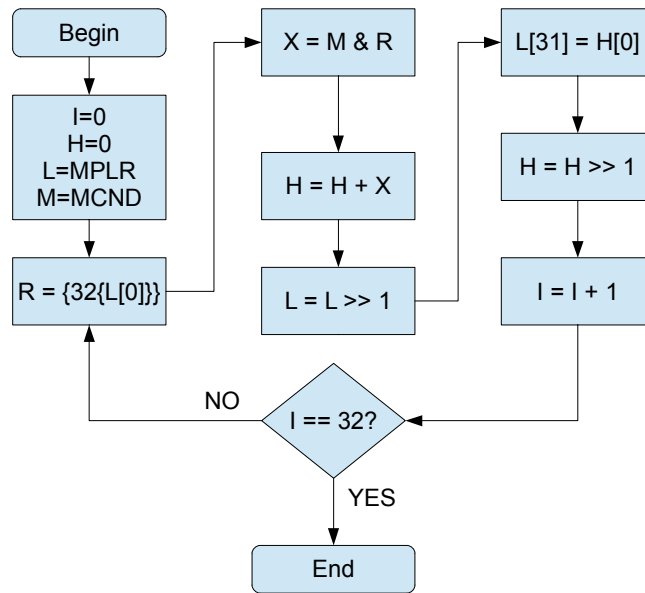 Begin
I=0
H=0
L=MPLR
M=MCND
R = {32{L[0]}}
X = M & R
H = H + X
L = L >> 1
L[31] = H[0]
H = H >> 1
I = I + 1
I == 32?
NO
YES
End